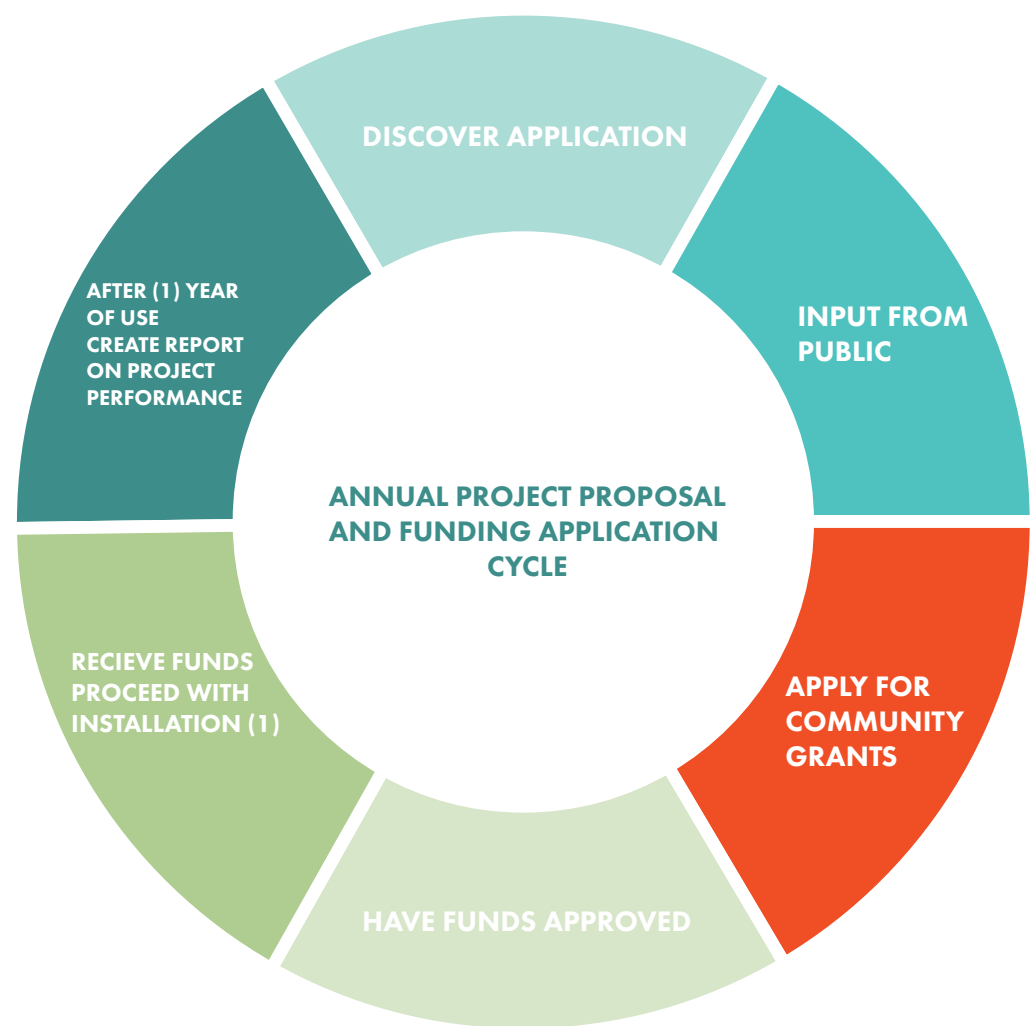 DISCOVER APPLICATION
INPUT FROM
PUBLIC
APPLY FOR
COMMUNITY
GRANTS
HAVE FUNDS APPROVED
RECIEVE FUNDS
PROCEED WITH
INSTALLATION (1)
AFTER (1) YEAR
OF USE
CREATE REPORT
ON PROJECT
PERFORMANCE
ANNUAL PROJECT PROPOSAL
AND FUNDING APPLICATION
CYCLE